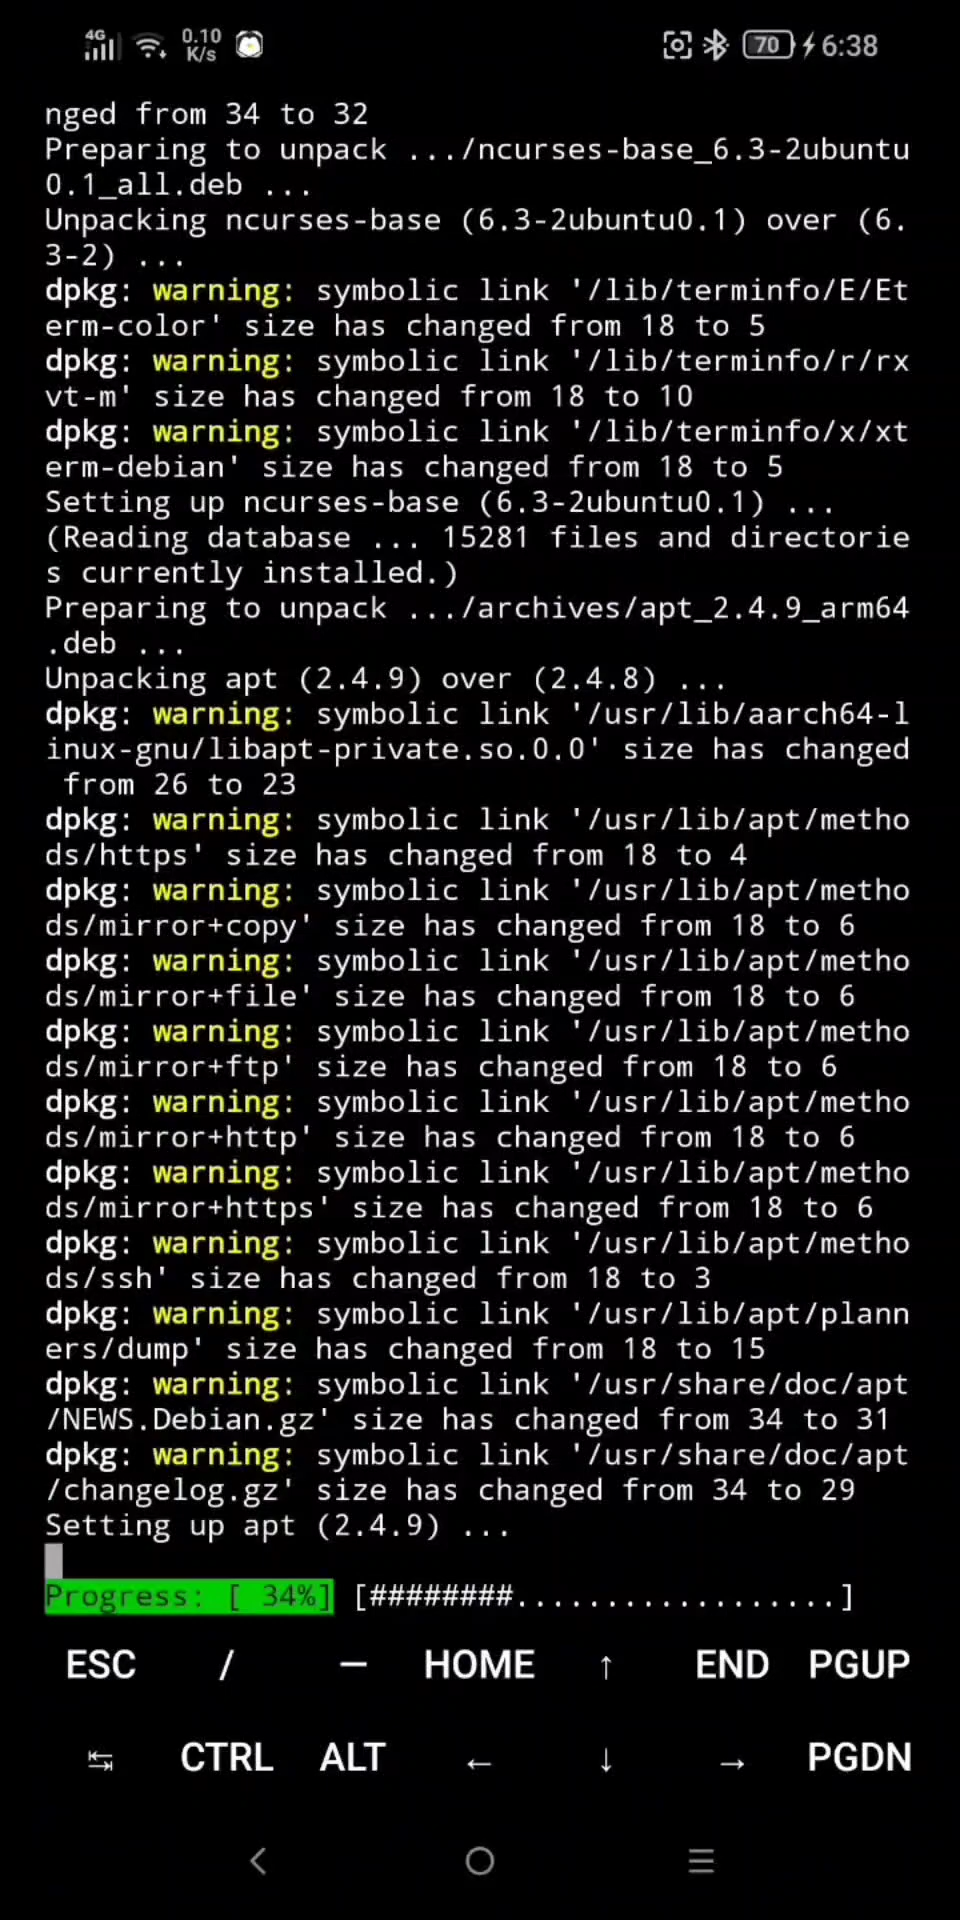 4G 0.10 K/s 70 6:38
nged from 34 to 32
Preparing to unpack .../ncurses-base_6.3-2ubuntu
0.1_all.deb ...
Unpacking ncurses-base (6.3-2ubuntu0.1) over (6.
3-2) ...
dpkg: warning: symbolic link '/lib/terminfo/E/Et
erm-color' size has changed from 18 to 5
dpkg: warning: symbolic link '/lib/terminfo/r/rx
vt-m' size has changed from 18 to 10
dpkg: warning: symbolic link '/lib/terminfo/x/xt
erm-debian' size has changed from 18 to 5
Setting up ncurses-base (6.3-2ubuntu0.1) ...
(Reading database ... 15281 files and directorie
s currently installed.)
Preparing to unpack .../archives/apt_2.4.9_arm64
.deb ...
Unpacking apt (2.4.9) over (2.4.8) ...
dpkg: warning: symbolic link '/usr/lib/aarch64-l
inux-gnu/libapt-private.so.0.0' size has changed
 from 26 to 23
dpkg: warning: symbolic link '/usr/lib/apt/metho
ds/https' size has changed from 18 to 4
dpkg: warning: symbolic link '/usr/lib/apt/metho
ds/mirror+copy' size has changed from 18 to 6
dpkg: warning: symbolic link '/usr/lib/apt/metho
ds/mirror+file' size has changed from 18 to 6
dpkg: warning: symbolic link '/usr/lib/apt/metho
ds/mirror+ftp' size has changed from 18 to 6
dpkg: warning: symbolic link '/usr/lib/apt/metho
ds/mirror+http' size has changed from 18 to 6
dpkg: warning: symbolic link '/usr/lib/apt/metho
ds/mirror+https' size has changed from 18 to 6
dpkg: warning: symbolic link '/usr/lib/apt/metho
ds/ssh' size has changed from 18 to 3
dpkg: warning: symbolic link '/usr/lib/apt/plann
ers/dump' size has changed from 18 to 15
dpkg: warning: symbolic link '/usr/share/doc/apt
/NEWS.Debian.gz' size has changed from 34 to 31
dpkg: warning: symbolic link '/usr/share/doc/apt
/changelog.gz' size has changed from 34 to 29
Setting up apt (2.4.9) ...
Progress: [ 34%] [########..................]
ESC / — HOME ↑ END PGUP
↹ CTRL ALT ← ↓ → PGDN